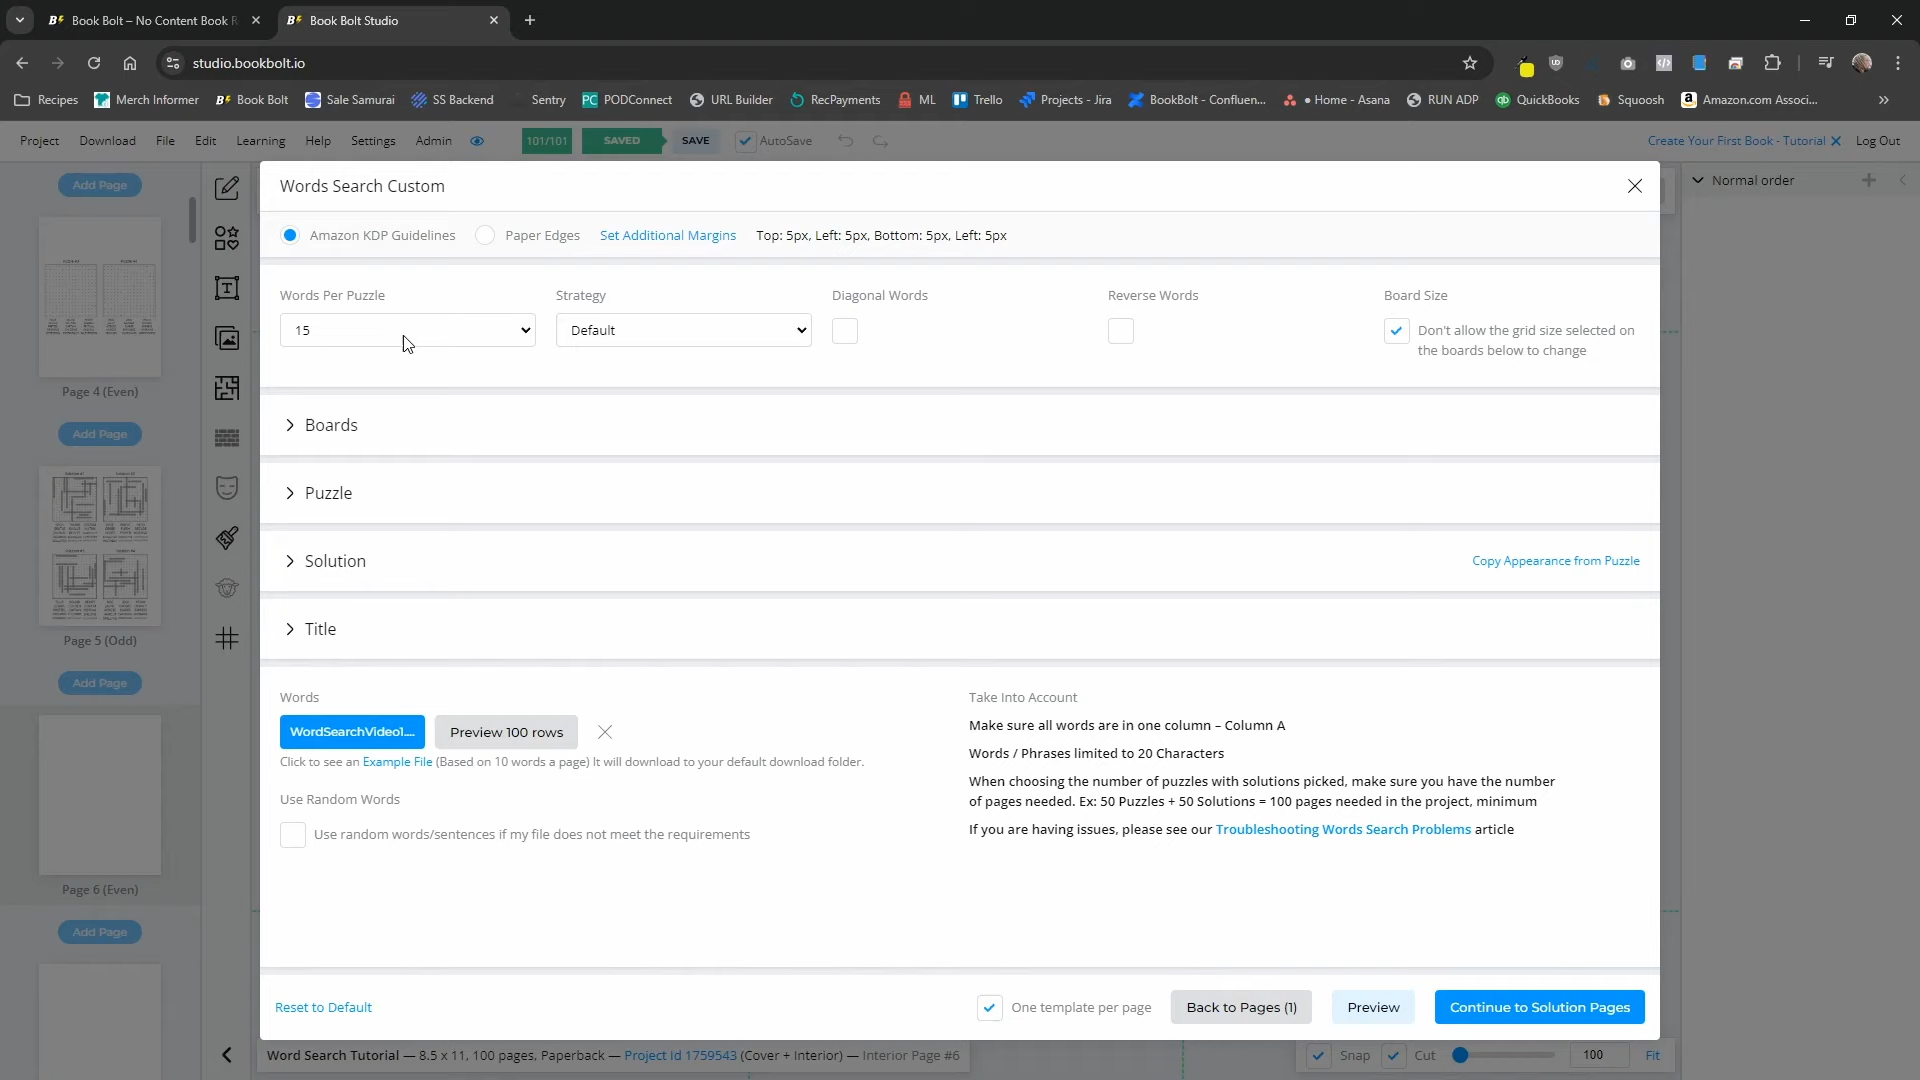 Book Bolt – No Content Book R
Book Bolt Studio
studio.bookbolt.io
Recipes
Merch Informer
Book Bolt
Sale Samurai
SS Backend
Sentry
PODConnect
URL Builder
RecPayments
ML
Trello
Projects - Jira
BookBolt - Confluen...
• Home - Asana
RUN ADP
QuickBooks
Squoosh
Amazon.com Associ...
Project
Download
File
Edit
Learning
Help
Settings
Admin
101/101
SAVED
SAVE
AutoSave
Create Your First Book - Tutorial
Log Out
Add Page
Page 4 (Even)
Add Page
Page 5 (Odd)
Add Page
Page 6 (Even)
Add Page
Words Search Custom
Amazon KDP Guidelines
Paper Edges
Set Additional Margins
Top: 5px, Left: 5px, Bottom: 5px, Left: 5px
Words Per Puzzle
15
Strategy
Default
Diagonal Words
Reverse Words
Board Size
Don't allow the grid size selected on
the boards below to change
Boards
Puzzle
Solution
Copy Appearance from Puzzle
Title
Words
WordSearchVideo1....
Preview 100 rows
Click to see an Example File (Based on 10 words a page) It will download to your default download folder.
Use Random Words
Use random words/sentences if my file does not meet the requirements
Take Into Account
Make sure all words are in one column – Column A
Words / Phrases limited to 20 Characters
When choosing the number of puzzles with solutions picked, make sure you have the number
of pages needed. Ex: 50 Puzzles + 50 Solutions = 100 pages needed in the project, minimum
If you are having issues, please see our Troubleshooting Words Search Problems article
Reset to Default
One template per page
Back to Pages (1)
Preview
Continue to Solution Pages
Word Search Tutorial — 8.5 x 11, 100 pages, Paperback — Project Id 1759543 (Cover + Interior) — Interior Page #6
Snap
Cut
100
Fit
Normal order